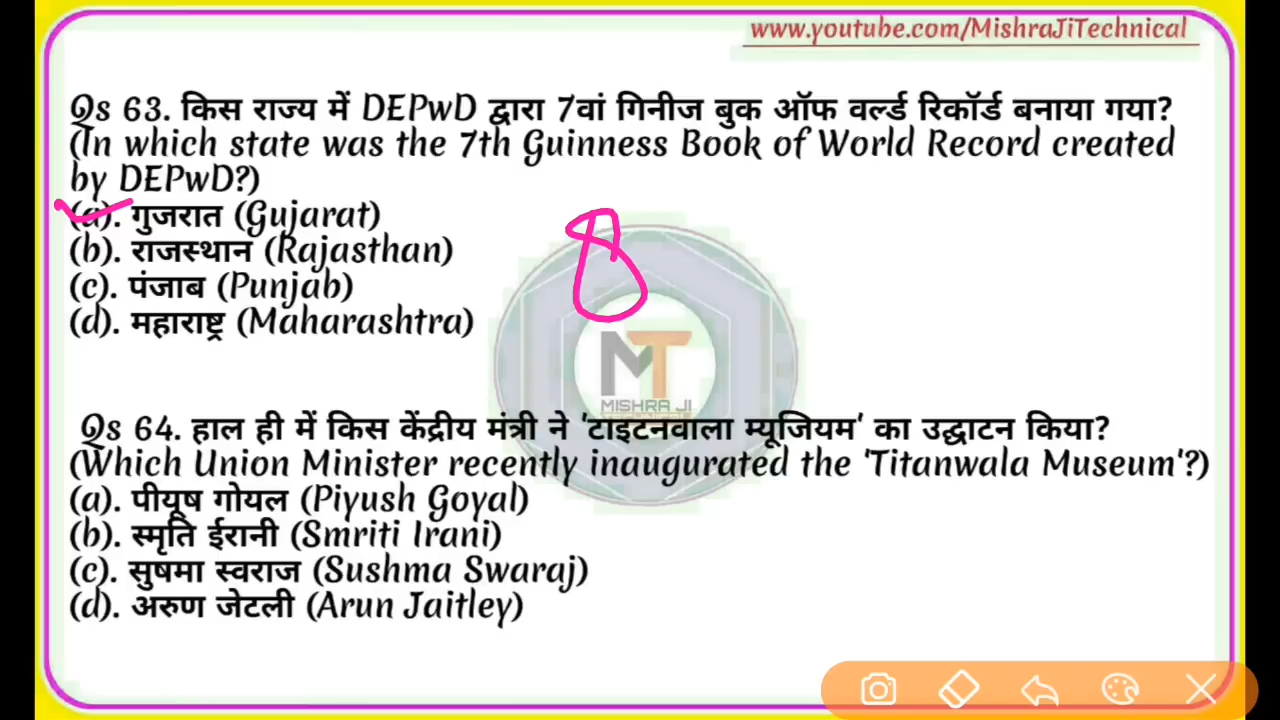 www.youtube.com/MishraJiTechnical
Qs 63. किस राज्य में DEPwD द्वारा 7वां गिनीज बुक ऑफ वर्ल्ड रिकॉर्ड बनाया गया?
(In which state was the 7th Guinness Book of World Record created
by DEPwD?)
(a). गुजरात (Gujarat)
(b). राजस्थान (Rajasthan)
(c). पंजाब (Punjab)
(d). महाराष्ट्र (Maharashtra)
8
MT
MISHRA JI
Qs 64. हाल ही में किस केंद्रीय मंत्री ने 'टाइटनवाला म्यूजियम' का उद्घाटन किया?
(Which Union Minister recently inaugurated the 'Titanwala Museum'?)
(a). पीयूष गोयल (Piyush Goyal)
(b). स्मृति ईरानी (Smriti Irani)
(c). सुषमा स्वराज (Sushma Swaraj)
(d). अरुण जेटली (Arun Jaitley)